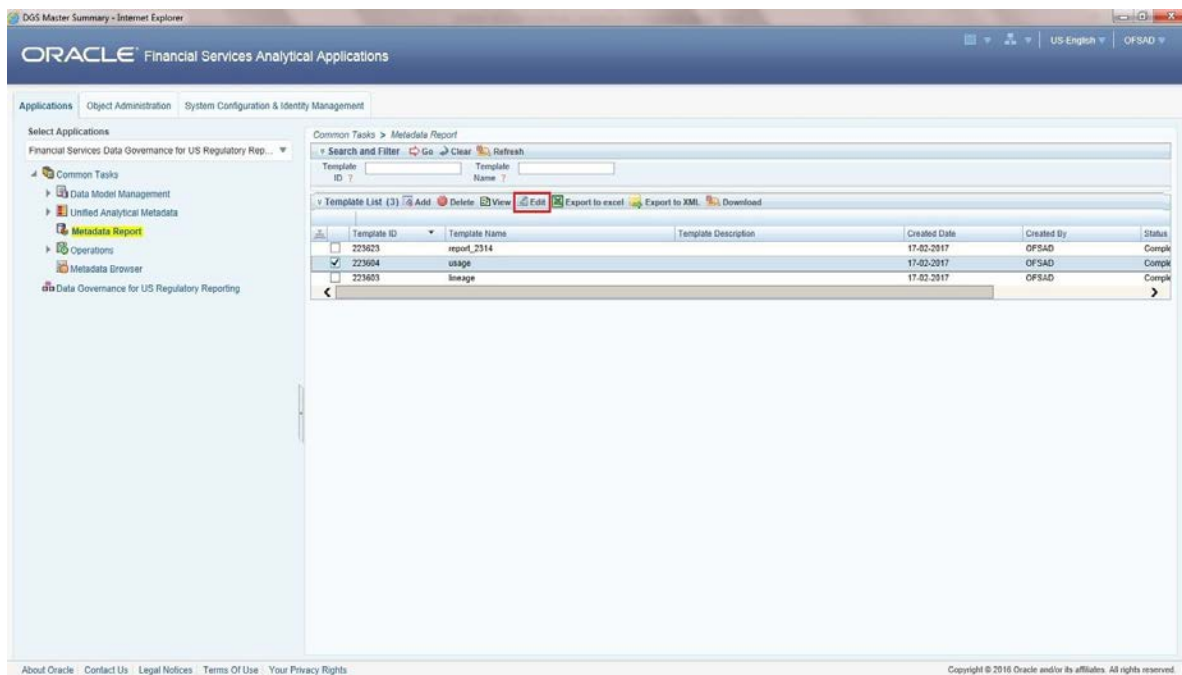 DGS Master Summary - Internet Explorer
ORACLE Financial Services Analytical Applications
US-English
OFSAD
Applications Object Administration System Configuration & Identity Management
Select Applications
Financial Services Data Governance for US Regulatory Rep...
Common Tasks
Data Model Management
Unified Analytical Metadata
Metadata Report
Operations
Metadata Browser
Data Governance for US Regulatory Reporting
Common Tasks > Metadata Report
Search and Filter Go Clear Refresh
Template ID ? Template Name ?
Template List (3) Add Delete View Edit Export to excel Export to XML Download
Template ID Template Name Template Description Created Date Created By Status
223623 report_2314 17-02-2017 OFSAD Comple
223604 usage 17-02-2017 OFSAD Comple
223603 lineage 17-02-2017 OFSAD Comple
About Oracle Contact Us Legal Notices Terms Of Use Your Privacy Rights
Copyright © 2016 Oracle and/or its affiliates. All rights reserved.